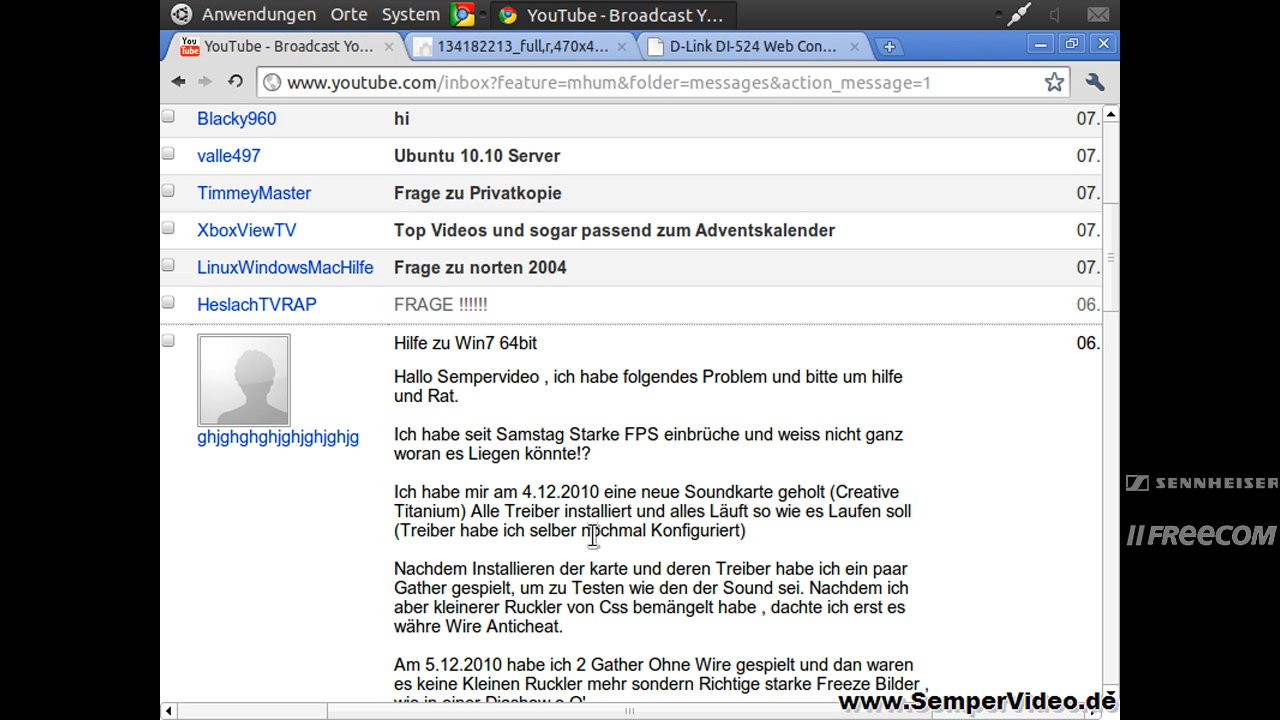 Anwendungen Orte System YouTube - Broadcast Y...
YouTube - Broadcast Yo... 134182213_full,r,470x4... D-Link DI-524 Web Con...
www.youtube.com/inbox?feature=mhum&folder=messages&action_message=1
Blacky960 hi 07.
valle497 Ubuntu 10.10 Server 07.
TimmeyMaster Frage zu Privatkopie 07.
XboxViewTV Top Videos und sogar passend zum Adventskalender 07.
LinuxWindowsMacHilfe Frage zu norten 2004 07.
HeslachTVRAP FRAGE !!!!!! 06.
Hilfe zu Win7 64bit 06.
Hallo Sempervideo , ich habe folgendes Problem und bitte um hilfe
und Rat.
ghjghghghjghjghjghjg
Ich habe seit Samstag Starke FPS einbrüche und weiss nicht ganz
woran es Liegen könnte!?
Ich habe mir am 4.12.2010 eine neue Soundkarte geholt (Creative
Titanium) Alle Treiber installiert und alles Läuft so wie es Laufen soll
(Treiber habe ich selber nochmal Konfiguriert)
Nachdem Installieren der karte und deren Treiber habe ich ein paar
Gather gespielt, um zu Testen wie den der Sound sei. Nachdem ich
aber kleinerer Ruckler von Css bemängelt habe , dachte ich erst es
währe Wire Anticheat.
Am 5.12.2010 habe ich 2 Gather Ohne Wire gespielt und dan waren
es keine Kleinen Ruckler mehr sondern Richtige starke Freeze Bilder ,
wie in einer Diashow o.O'
SENNHEISER
FREECOM
www.SemperVideo.de